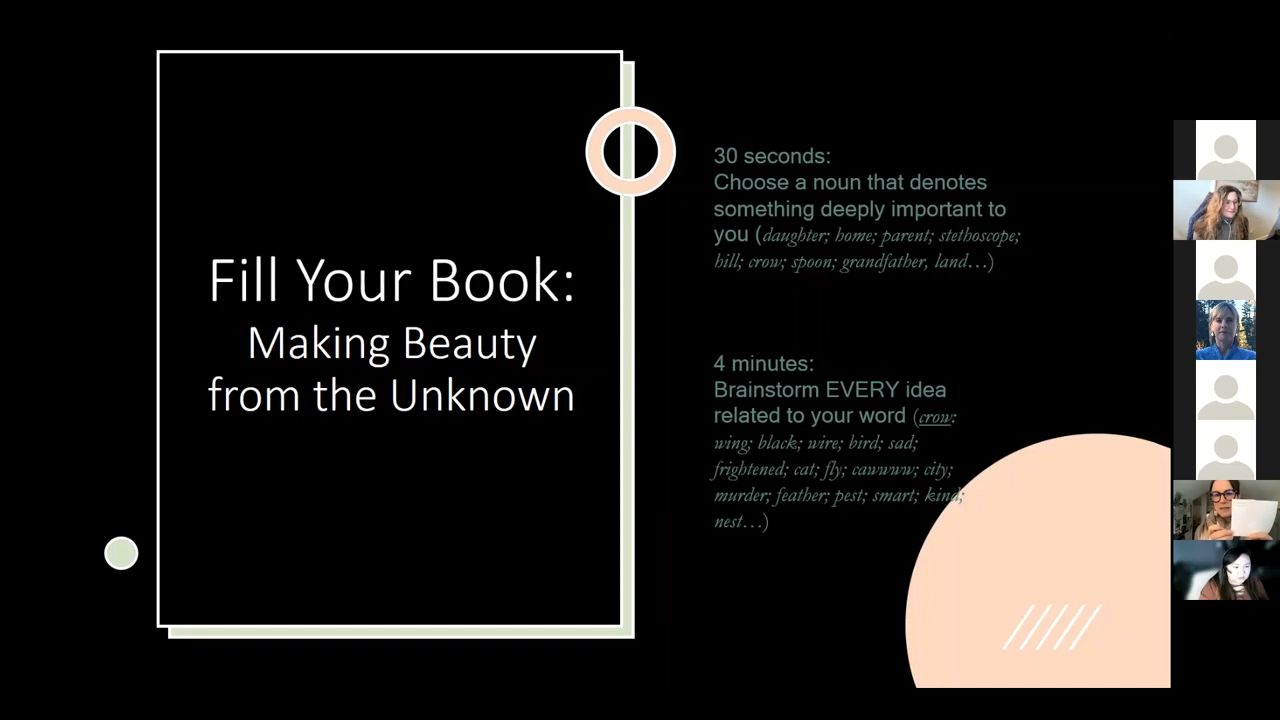 Fill Your Book:
Making Beauty
from the Unknown
30 seconds:
Choose a noun that denotes
something deeply important to
you (daughter; home; parent; stethoscope;
hill; crow; spoon; grandfather, land…)
4 minutes:
Brainstorm EVERY idea
related to your word (crow:
wing; black; wire; bird; sad;
frightened; cat; fly; cawwww; city;
murder; feather; pest; smart; kind;
nest…)